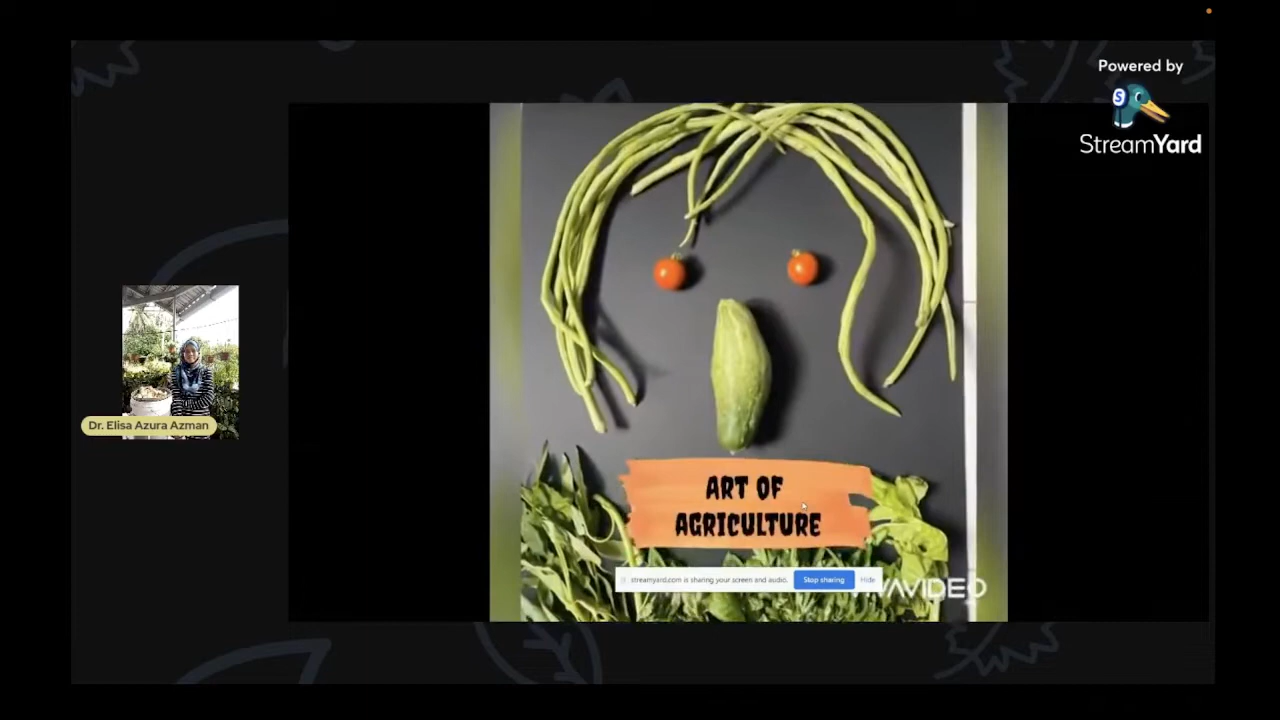 Powered by
S
StreamYard
Dr. Elisa Azura Azman
ART OF
AGRICULTURE
streamyard.com is sharing your screen and audio.
Stop sharing
Hide
VIVAVIDEO